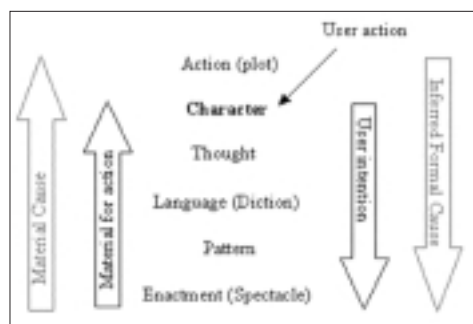 User action
Action (plot)
Character
Thought
Language (Diction)
Pattern
Enactment (Spectacle)
Material Cause
Material for action
User intention
Inferred Formal Cause